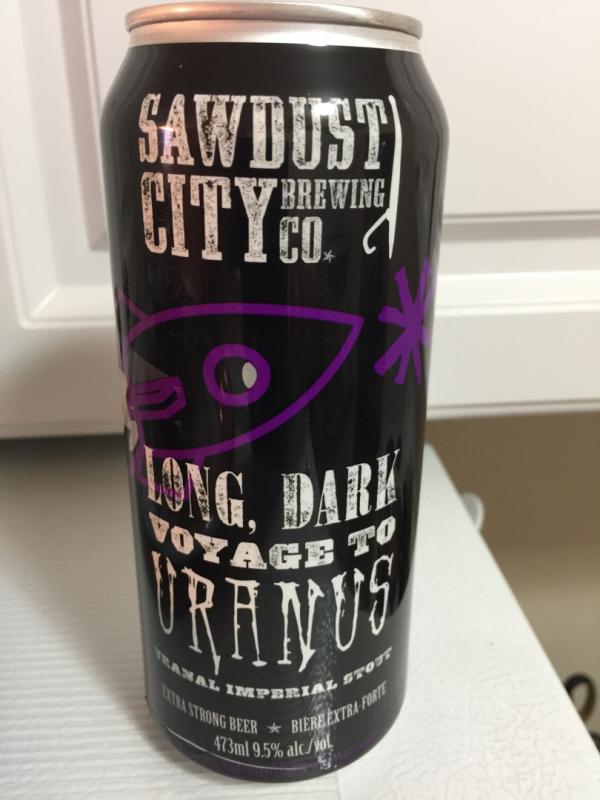 SAWDUST
CITY BREWING CO.
LONG, DARK
VOYAGE TO
URANUS
URANAL IMPERIAL STOUT
EXTRA STRONG BEER ★ BIÈRE EXTRA-FORTE
473ml 9.5% alc./vol.